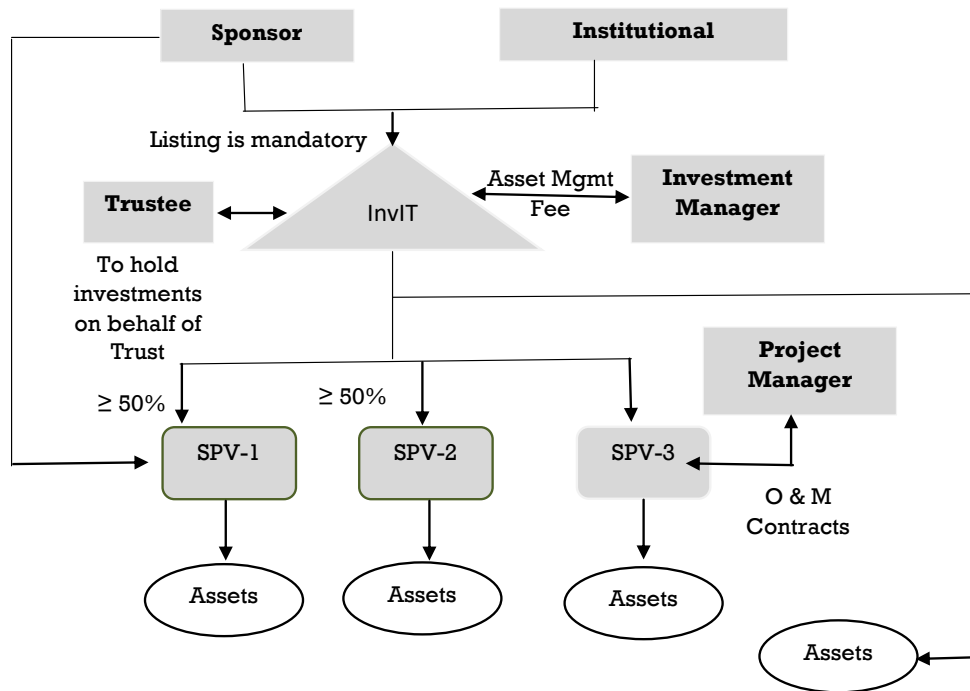 Sponsor
Institutional
Listing is mandatory
Trustee
InvIT
Asset Mgmt
Fee
Investment
Manager
To hold
investments
on behalf of
Trust
Project
Manager
≥ 50%
≥ 50%
SPV-1
SPV-2
SPV-3
O & M
Contracts
Assets
Assets
Assets
Assets